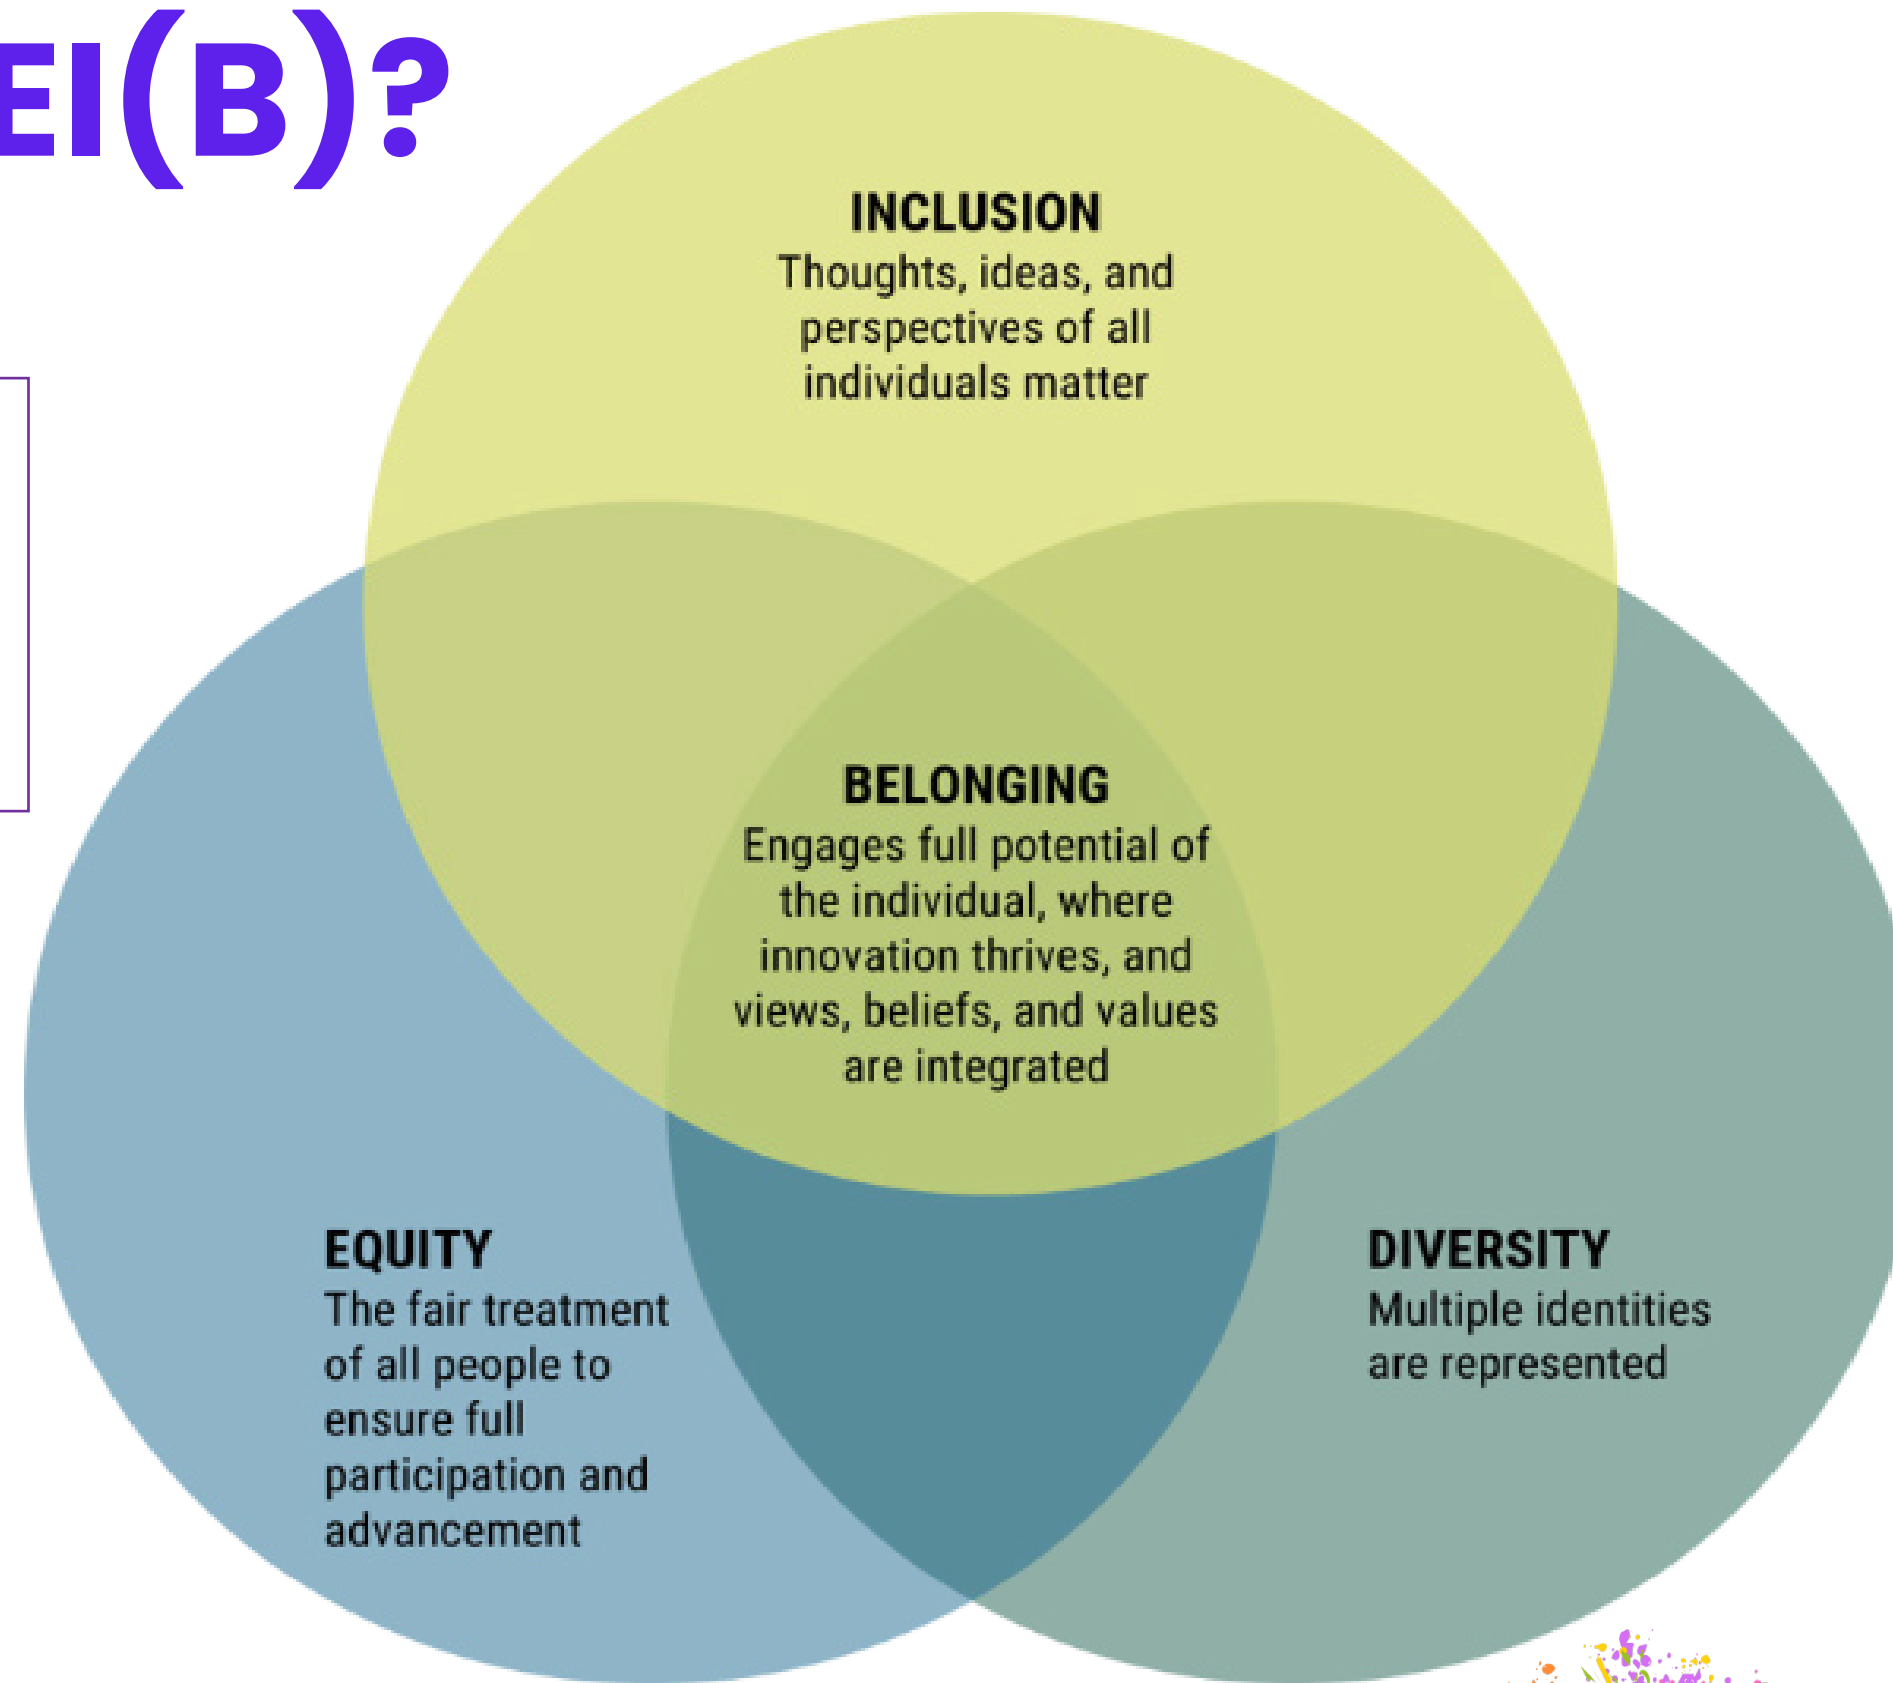 EI(B)?
INCLUSION
Thoughts, ideas, and
perspectives of all
individuals matter
BELONGING
Engages full potential of
the individual, where
innovation thrives, and
views, beliefs, and values
are integrated
EQUITY
The fair treatment
of all people to
ensure full
participation and
advancement
DIVERSITY
Multiple identities
are represented